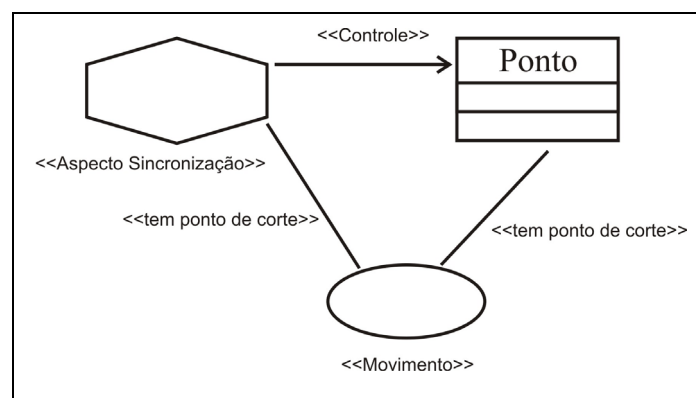 <<Controle>>
Ponto
<<Aspecto Sincronização>>
<<tem ponto de corte>>
<<tem ponto de corte>>
<<Movimento>>